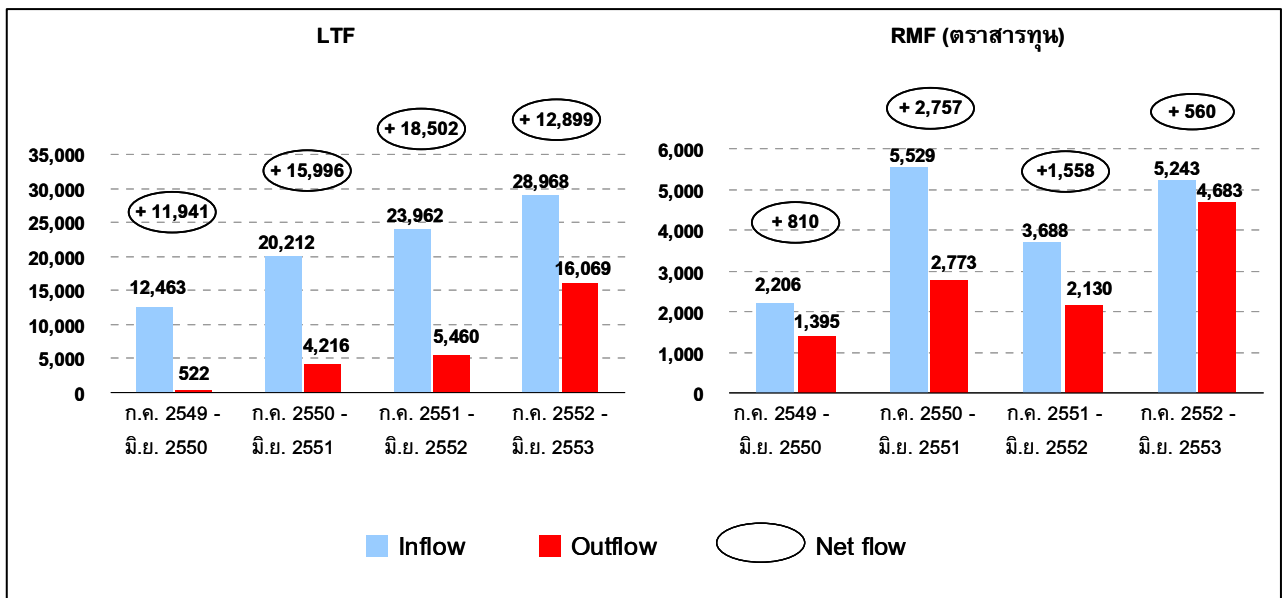 LTF
+ 11,941
+ 15,996
+ 18,502
+ 12,899
35,000
30,000
25,000
20,000
15,000
10,000
5,000
0
12,463
522
20,212
4,216
23,962
5,460
28,968
16,069
ก.ค. 2549 -
มิ.ย. 2550
ก.ค. 2550 -
มิ.ย. 2551
ก.ค. 2551 -
มิ.ย. 2552
ก.ค. 2552 -
มิ.ย. 2553
RMF (ตราสารทุน)
+ 810
+ 2,757
+1,558
+ 560
6,000
5,000
4,000
3,000
2,000
1,000
0
2,206
1,395
5,529
2,773
3,688
2,130
5,243
4,683
ก.ค. 2549 -
มิ.ย. 2550
ก.ค. 2550 -
มิ.ย. 2551
ก.ค. 2551 -
มิ.ย. 2552
ก.ค. 2552 -
มิ.ย. 2553
Inflow
Outflow
Net flow